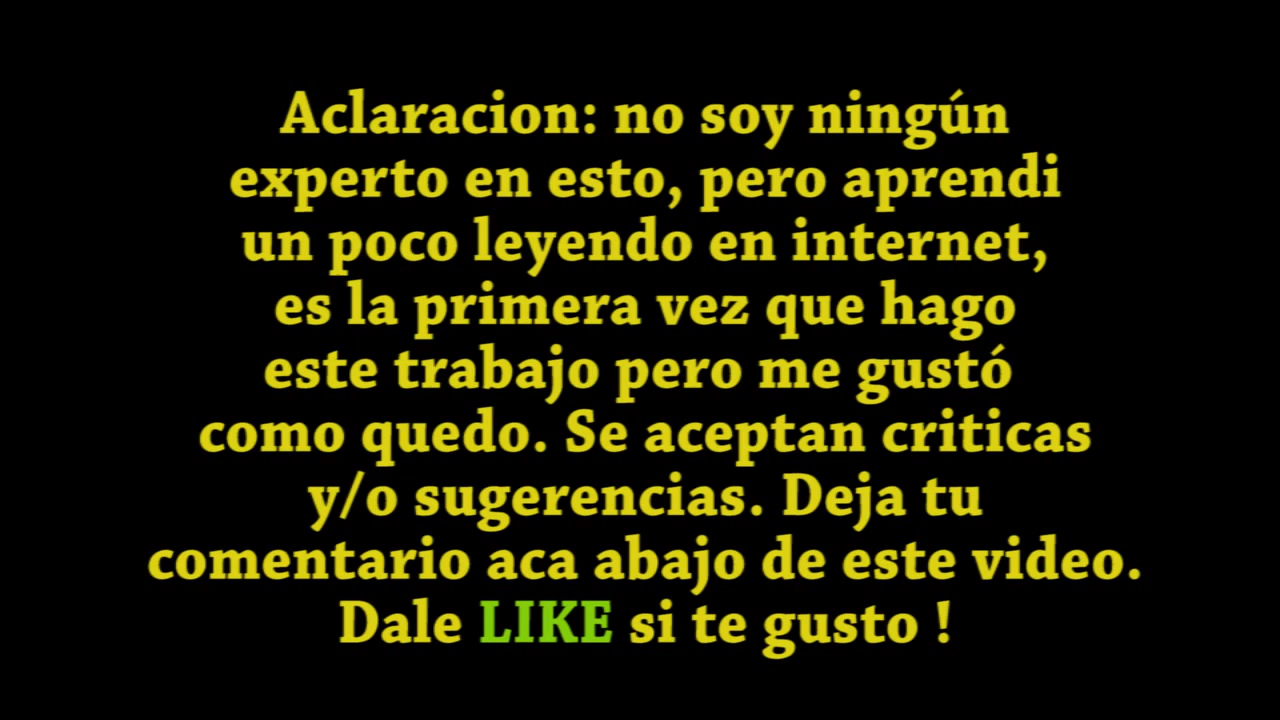 Aclaracion: no soy ningún
experto en esto, pero aprendi
un poco leyendo en internet,
es la primera vez que hago
este trabajo pero me gustó
como quedo. Se aceptan criticas
y/o sugerencias. Deja tu
comentario aca abajo de este video.
Dale LIKE si te gusto !